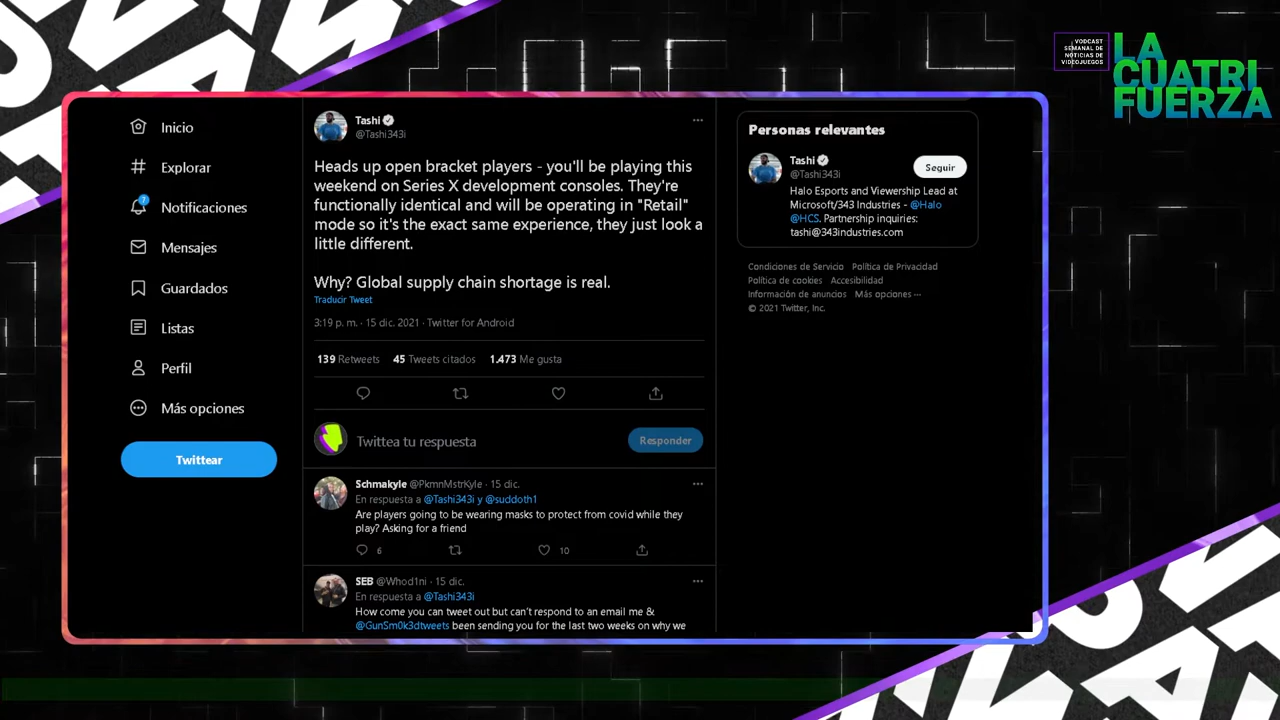 VODCAST
SEMANAL DE
NOTICIAS DE
VIDEOJUEGOS
LA
CUATRI
FUERZA
Inicio
Explorar
7
Notificaciones
Mensajes
Guardados
Listas
Perfil
Más opciones
Twittear
Tashi
@Tashi343i
Heads up open bracket players - you'll be playing this
weekend on Series X development consoles. They're
functionally identical and will be operating in "Retail"
mode so it's the exact same experience, they just look a
little different.
Why? Global supply chain shortage is real.
Traducir Tweet
3:19 p. m. · 15 dic. 2021 · Twitter for Android
139 Retweets 45 Tweets citados 1.473 Me gusta
Twittea tu respuesta
Responder
Schmakyle @PkmnMstrKyle · 15 dic.
En respuesta a @Tashi343i y @suddoth1
Are players going to be wearing masks to protect from covid while they
play? Asking for a friend
6
10
SEB @Whod1ni · 15 dic.
En respuesta a @Tashi343i
How come you can tweet out but can't respond to an email me &
@GunSm0k3dtweets been sending you for the last two weeks on why we
Personas relevantes
Tashi
@Tashi343i
Seguir
Halo Esports and Viewership Lead at
Microsoft/343 Industries - @Halo
@HCS. Partnership inquiries:
tashi@343industries.com
Condiciones de Servicio Política de Privacidad
Política de cookies Accesibilidad
Información de anuncios Más opciones ···
© 2021 Twitter, Inc.